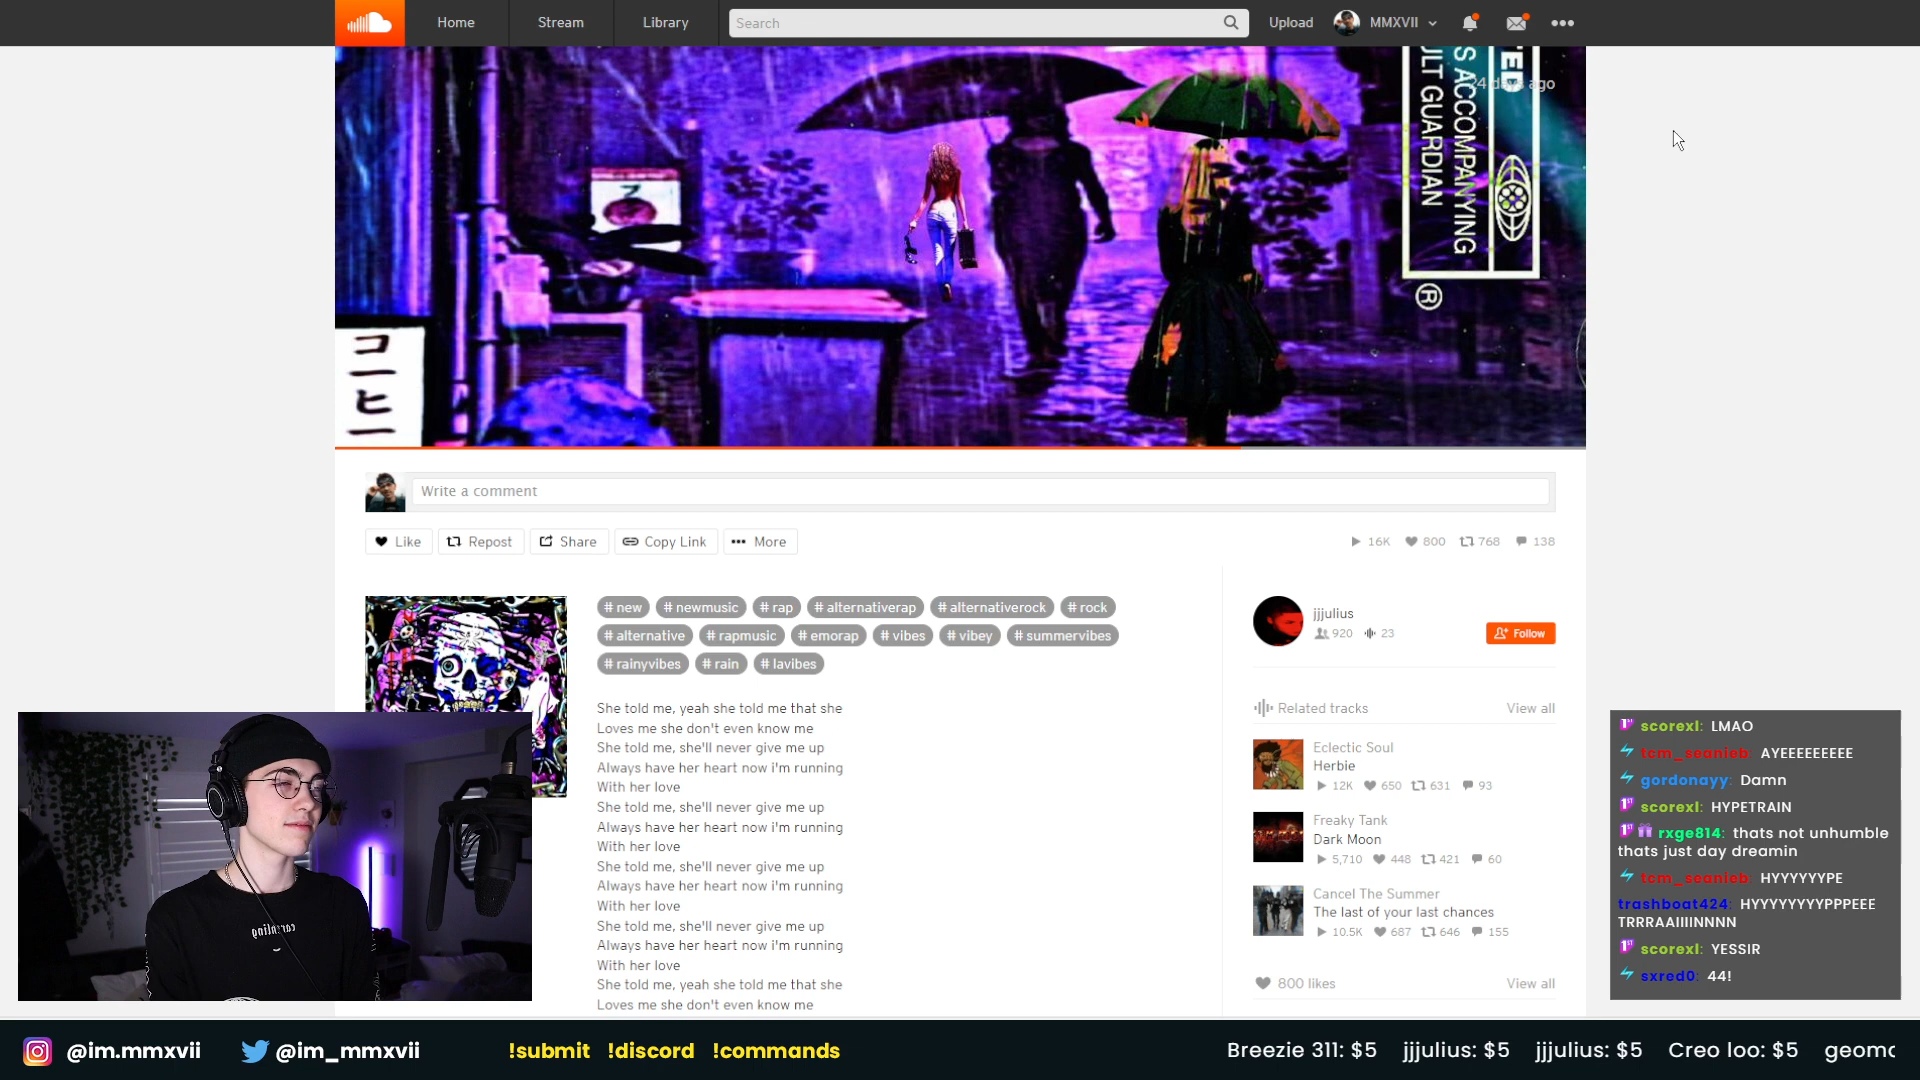 Home
Stream
Library
Search
Upload
MMXVII
TED
S ACCOMPANYING
ULT GUARDIAN
®
24 days ago
コ
ー
ヒ
ー
Write a comment
Like
Repost
Share
Copy Link
More
16K
800
768
138
# new
# newmusic
# rap
# alternativerap
# alternativerock
# rock
# alternative
# rapmusic
# emorap
# vibes
# vibey
# summervibes
# rainyvibes
# rain
# lavibes
She told me, yeah she told me that she
Loves me she don't even know me
She told me, she'll never give me up
Always have her heart now i'm running
With her love
She told me, she'll never give me up
Always have her heart now i'm running
With her love
She told me, she'll never give me up
Always have her heart now i'm running
With her love
She told me, she'll never give me up
Always have her heart now i'm running
With her love
She told me, yeah she told me that she
Loves me she don't even know me
jjjulius
920 23
Follow
Related tracks
View all
Eclectic Soul
Herbie
12K 650 631 93
Freaky Tank
Dark Moon
5,710 448 421 60
Cancel The Summer
The last of your last chances
10.5K 687 646 155
800 likes
View all
scorexl: LMAO
tcm_seanieb: AYEEEEEEEEE
gordonayy: Damn
scorexl: HYPETRAIN
rxge814: thats not unhumble
thats just day dreamin
tcm_seanieb: HYYYYYYPE
trashboat424: HYYYYYYYYPPPEEE
TRRRAAIIIINNNN
scorexl: YESSIR
sxred0: 44!
@im.mmxvii
@im_mmxvii
!submit
!discord
!commands
Breezie 311: $5
jjjulius: $5
jjjulius: $5
Creo loo: $5